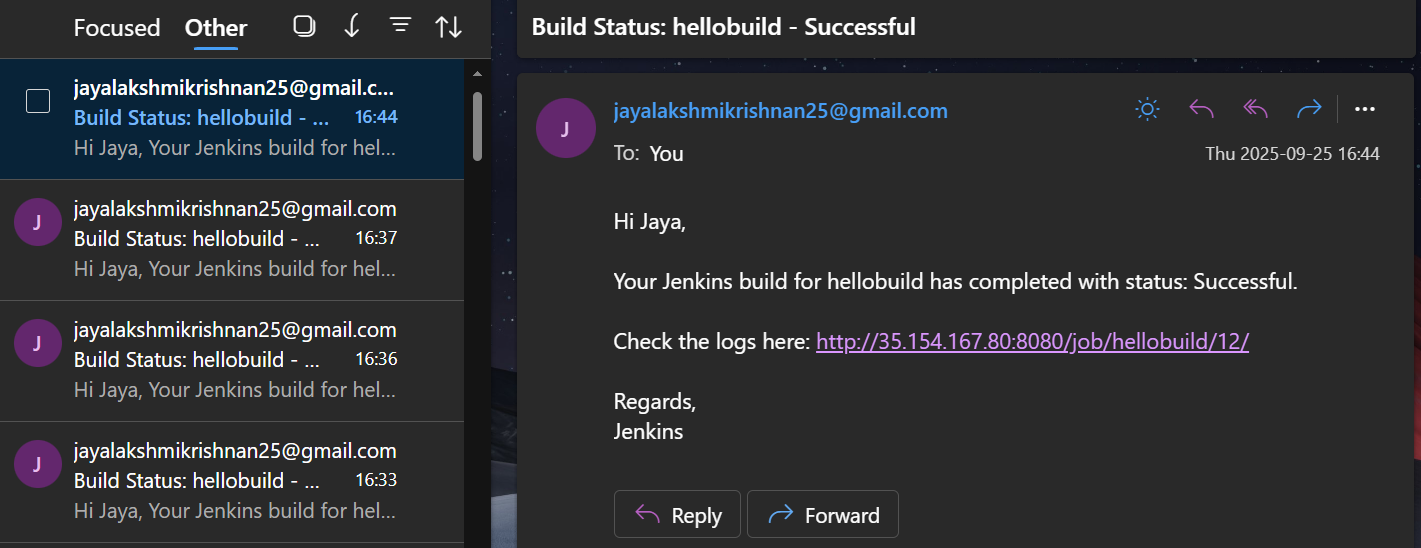 Focused Other
jayalakshmikrishnan25@gmail.c...
Build Status: hellobuild - ... 16:44
Hi Jaya, Your Jenkins build for hel...
J
jayalakshmikrishnan25@gmail.com
Build Status: hellobuild - ... 16:37
Hi Jaya, Your Jenkins build for hel...
J
jayalakshmikrishnan25@gmail.com
Build Status: hellobuild - ... 16:36
Hi Jaya, Your Jenkins build for hel...
J
jayalakshmikrishnan25@gmail.com
Build Status: hellobuild - ... 16:33
Hi Jaya, Your Jenkins build for hel...
Build Status: hellobuild - Successful
J
jayalakshmikrishnan25@gmail.com
To: You
Thu 2025-09-25 16:44
Hi Jaya,
Your Jenkins build for hellobuild has completed with status: Successful.
Check the logs here: http://35.154.167.80:8080/job/hellobuild/12/
Regards,
Jenkins
Reply Forward